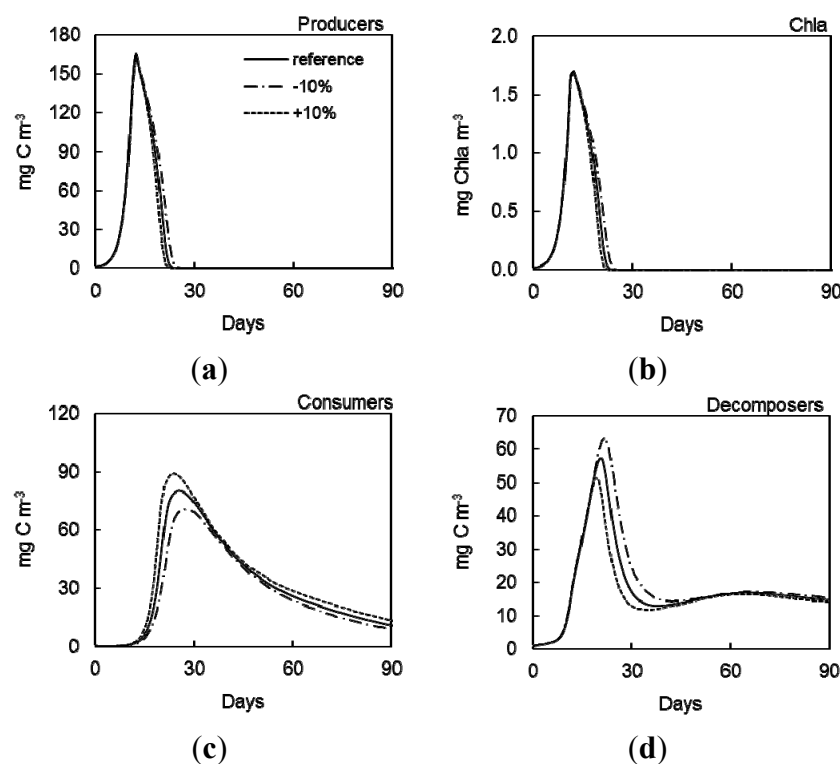 Producers
180
150
120
90
60
30
0
mg C m-3
reference
-10%
+10%
0 30 60 90
Days
(a)
Chla
2.0
1.5
1.0
0.5
0.0
mg Chla m-3
0 30 60 90
Days
(b)
Consumers
120
90
60
30
0
mg C m-3
0 30 60 90
Days
(c)
Decomposers
70
60
50
40
30
20
10
0
mg C m-3
0 30 60 90
Days
(d)